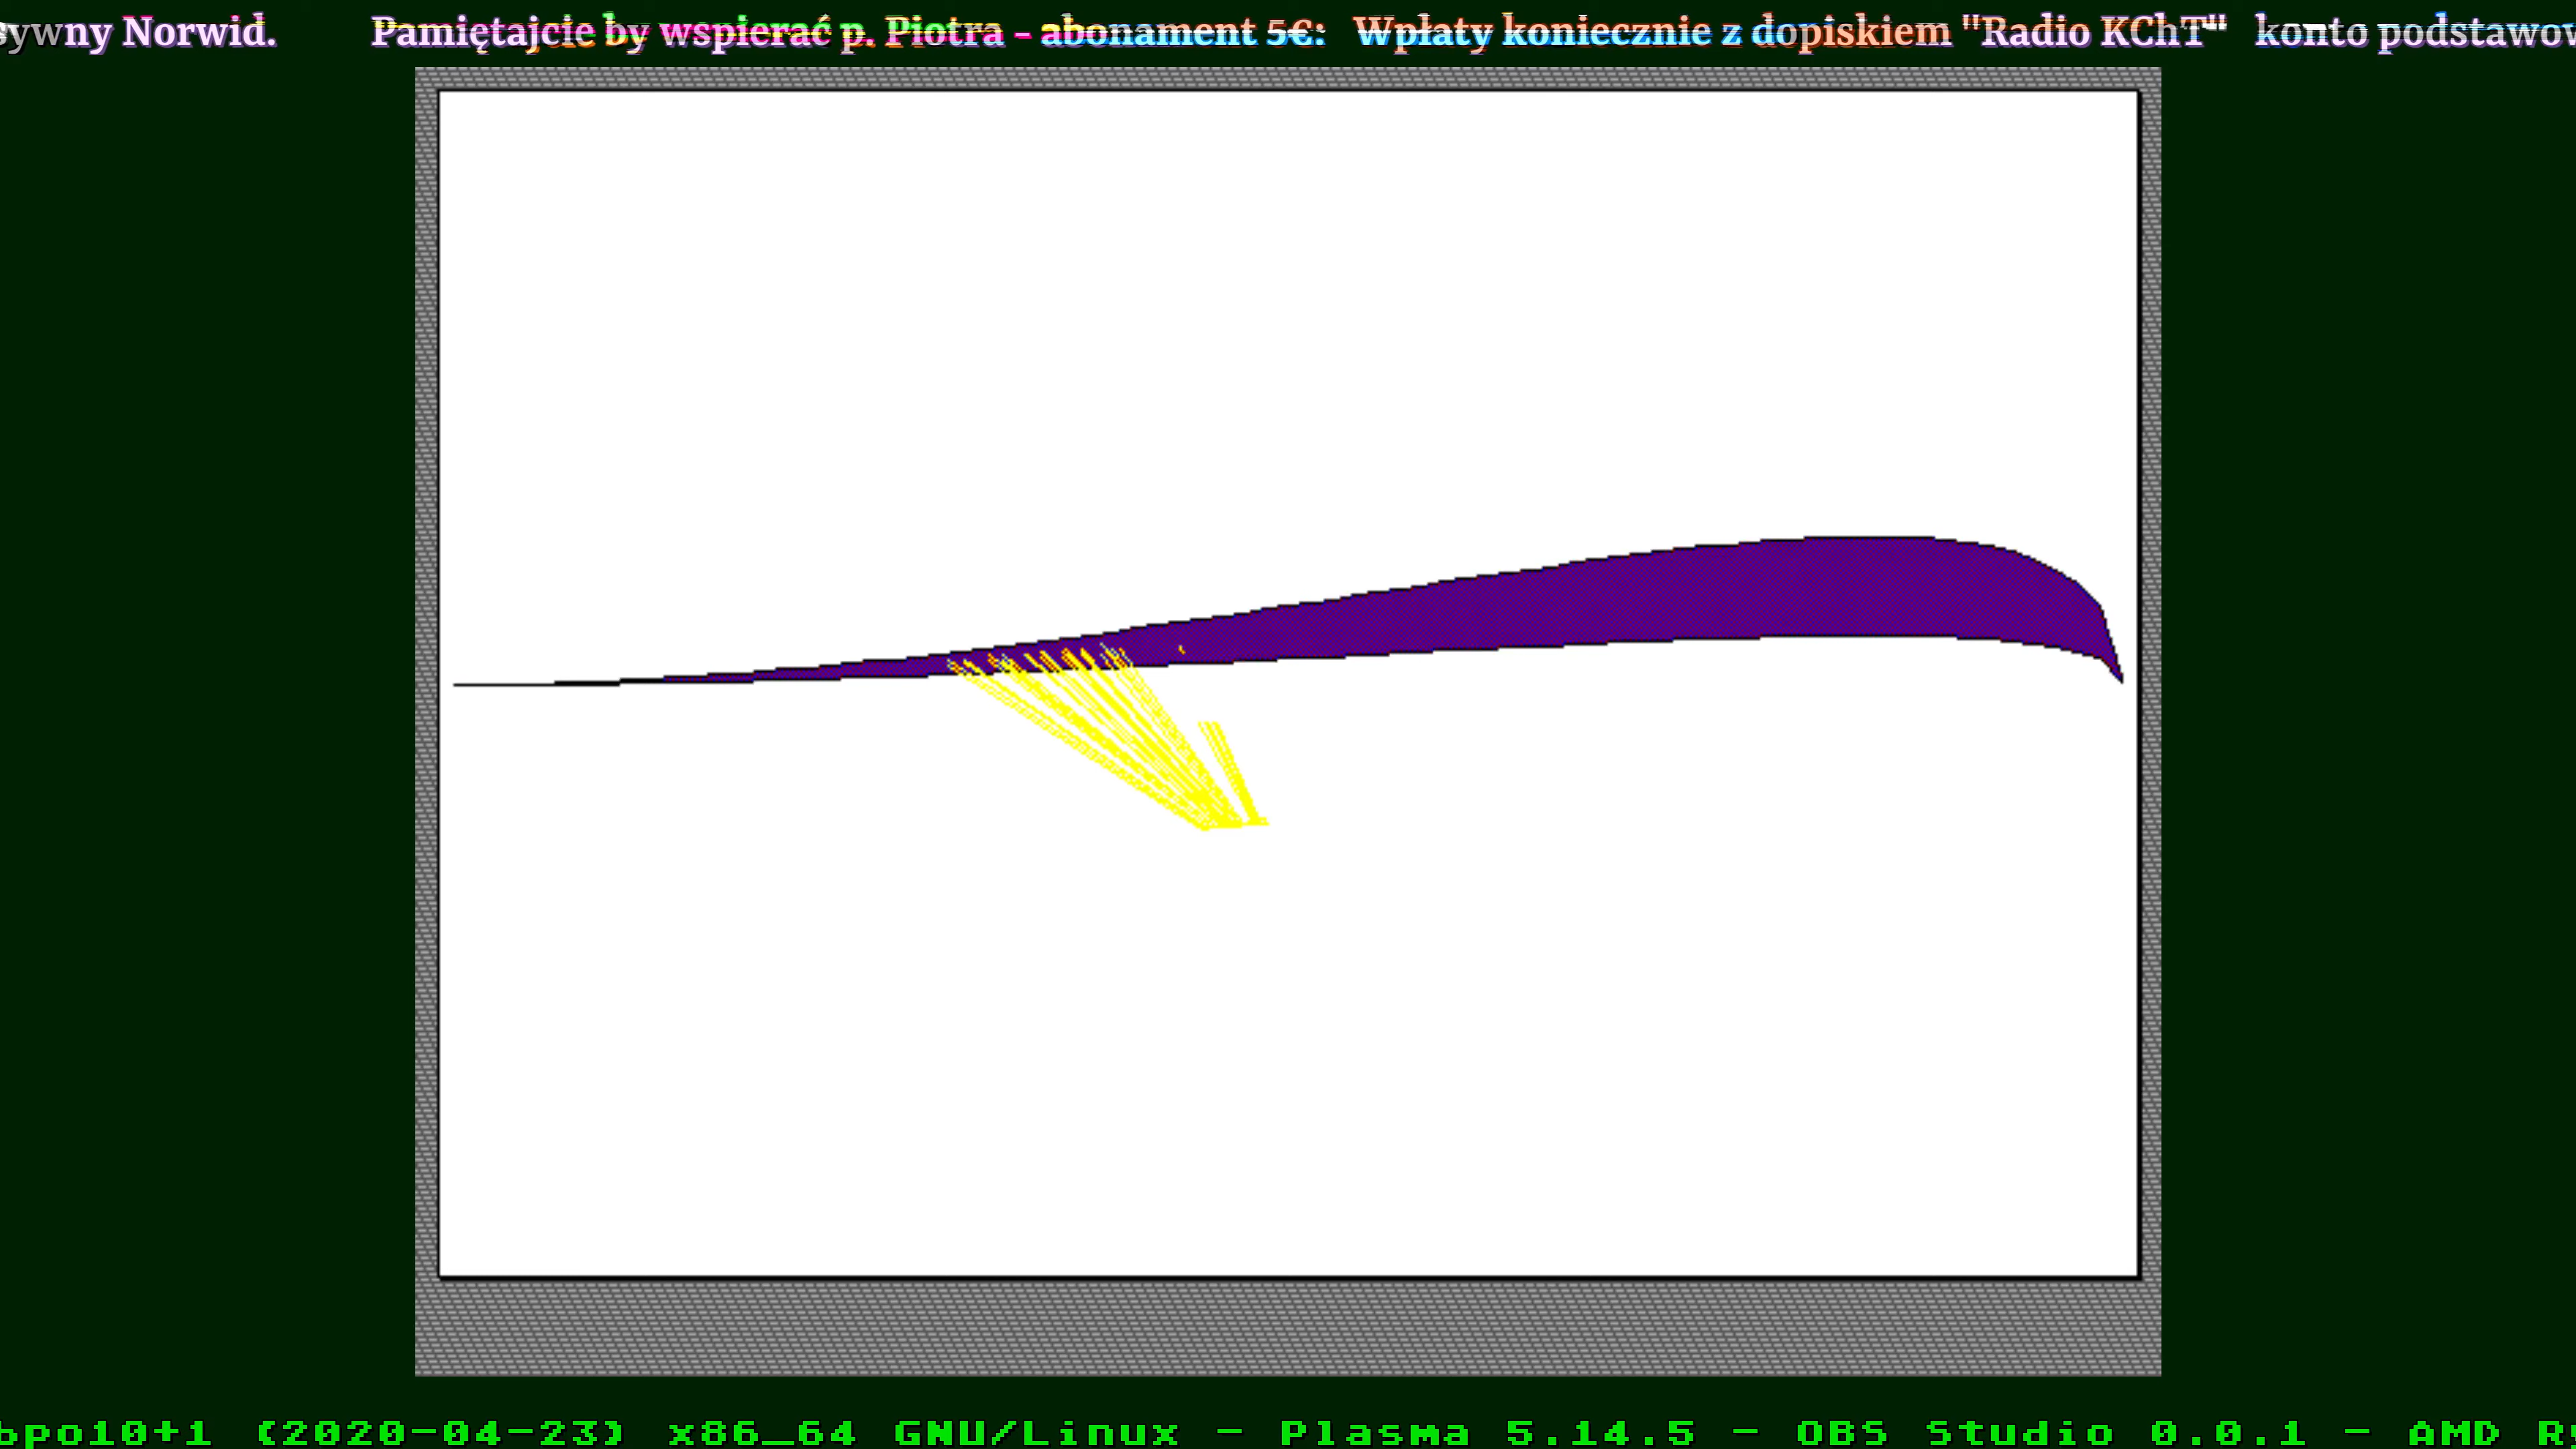 sywny Norwid. Pamiętajcie by wspierać p. Piotra - abonament 5€: Wpłaty koniecznie z dopiskiem "Radio KChT" konto podstawow
bpo10+1 (2020-04-23) x86_64 GNU/Linux - Plasma 5.14.5 - OBS Studio 0.0.1 - AMD R